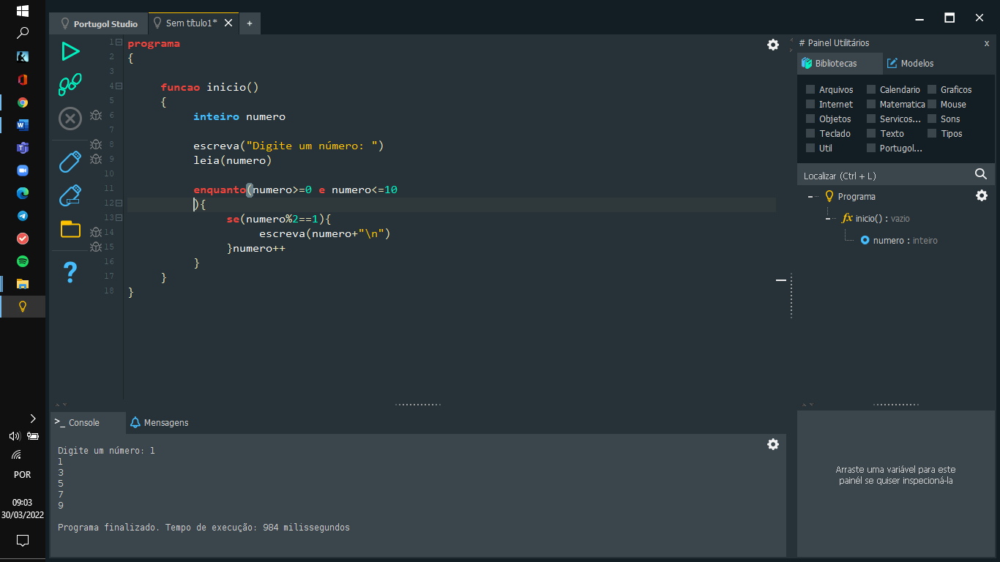 Portugol Studio
Sem título1*
+
1 programa
2 {
3
4 funcao inicio()
5 {
6 inteiro numero
7
8 escreva("Digite um número: ")
9 leia(numero)
10
11 enquanto(numero>=0 e numero<=10
12 ){
13 se(numero%2==1){
14 escreva(numero+"\n")
15 }numero++
16 }
17 }
18 }
# Painel Utilitários x
Bibliotecas Modelos
Arquivos Calendario Graficos
Internet Matematica Mouse
Objetos Servicos... Sons
Teclado Texto Tipos
Util Portugol...
Localizar (Ctrl + L)
Programa
fx inicio() : vazio
numero : inteiro
>_ Console
Mensagens
Digite um número: 1
1
3
5
7
9
Programa finalizado. Tempo de execução: 984 milissegundos
Arraste uma variável para este
painél se quiser inspecioná-la
POR
09:03
30/03/2022